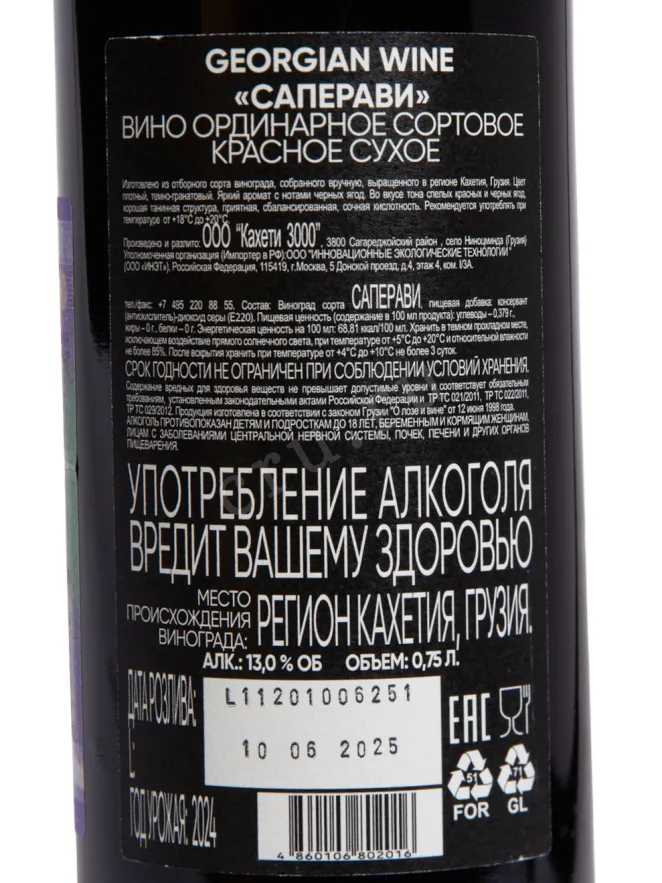 GEORGIAN WINE
«САПЕРАВИ»
ВИНО ОРДИНАРНОЕ СОРТОВОЕ
КРАСНОЕ СУХОЕ
Изготовлено из отборного сорта винограда, собранного вручную, выращенного в регионе Кахетия, Грузия. Цвет
плотный, темно-гранатовый. Яркий аромат с нотами черных ягод. Во вкусе тона спелых красных и черных ягод,
хорошая танинная структура, приятная, сбалансированная, сочная кислотность. Рекомендуется употреблять при
температуре от +18°С до +20°С
Произведено и разлито: ООО "Кахети 3000", 3800 Сагареджойский район , село Ниноцминда (Грузия)
Уполномоченная организация (Импортер в РФ):ООО "ИННОВАЦИОННЫЕ ЭКОЛОГИЧЕСКИЕ ТЕХНОЛОГИИ"
(ООО «ИНЭТ»), Российская Федерация, 115419, г.Москва, 5 Донской проезд, д.4, этаж 4, ком. I/3А.
тел./факс: +7 495 220 88 55. Состав: Виноград сорта САПЕРАВИ, пищевая добавка: консервант
(антиокислитель)-диоксид серы (Е220). Пищевая ценность (содержание в 100 мл продукта): углеводы – 0,379 г.,
жиры – 0 г., белки – 0 г. Энергетическая ценность на 100 мл: 68,81 ккал/100 мл. Хранить в темном прохладном месте,
исключающем воздействие прямого солнечного света, при температуре от +5°С до +20°С и относительной влажности
не более 85%. После вскрытия хранить при температуре от +4°С до +10°С не более 3 суток.
СРОК ГОДНОСТИ НЕ ОГРАНИЧЕН ПРИ СОБЛЮДЕНИИ УСЛОВИЙ ХРАНЕНИЯ.
Содержание вредных для здоровья веществ не превышает допустимые уровни и соответствует обязательным
требованиям, установленным законодательными актами Российской Федерации и ТР ТС 021/2011, ТР ТС 022/2011,
ТР ТС 029/2012. Продукция изготовлена в соответствии с законом Грузии "О лозе и вине" от 12 июня 1998 года.
АЛКОГОЛЬ ПРОТИВОПОКАЗАН ДЕТЯМ И ПОДРОСТКАМ ДО 18 ЛЕТ, БЕРЕМЕННЫМ И КОРМЯЩИМ ЖЕНЩИНАМ,
ЛИЦАМ С ЗАБОЛЕВАНИЯМИ ЦЕНТРАЛЬНОЙ НЕРВНОЙ СИСТЕМЫ, ПОЧЕК, ПЕЧЕНИ И ДРУГИХ ОРГАНОВ
ПИЩЕВАРЕНИЯ.
УПОТРЕБЛЕНИЕ АЛКОГОЛЯ
ВРЕДИТ ВАШЕМУ ЗДОРОВЬЮ
МЕСТО
ПРОИСХОЖДЕНИЯ
ВИНОГРАДА: РЕГИОН КАХЕТИЯ, ГРУЗИЯ.
АЛК.: 13,0 % ОБ ОБЪЕМ: 0,75 Л.
ДАТА РОЗЛИВА:
L11201006251
10 06 2025
L:
ГОД УРОЖАЯ: 2024
EAC
51
FOR
71
GL
4 860106 802016